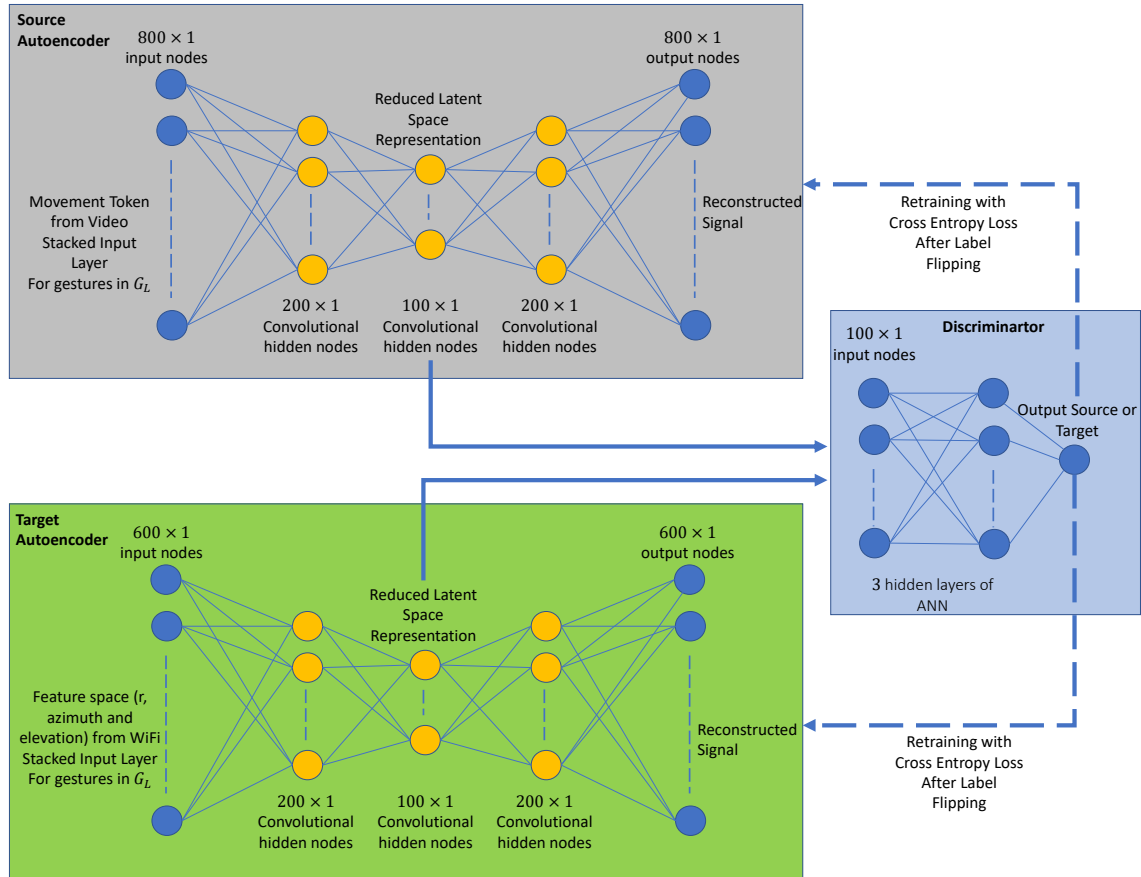 Source
Autoencoder
800 × 1
input nodes
800 × 1
output nodes
Reduced Latent
Space
Representation
Movement Token
from Video
Stacked Input
Layer
For gestures in G_L
Reconstructed
Signal
200 × 1
Convolutional
hidden nodes
100 × 1
Convolutional
hidden nodes
200 × 1
Convolutional
hidden nodes
Retraining with
Cross Entropy Loss
After Label
Flipping
Discriminartor
100 × 1
input nodes
Output Source or
Target
3 hidden layers of
ANN
Target
Autoencoder
600 × 1
input nodes
600 × 1
output nodes
Reduced Latent
Space
Representation
Feature space (r,
azimuth and
elevation) from WiFi
Stacked Input Layer
For gestures in G_L
Reconstructed
Signal
200 × 1
Convolutional
hidden nodes
100 × 1
Convolutional
hidden nodes
200 × 1
Convolutional
hidden nodes
Retraining with
Cross Entropy Loss
After Label
Flipping